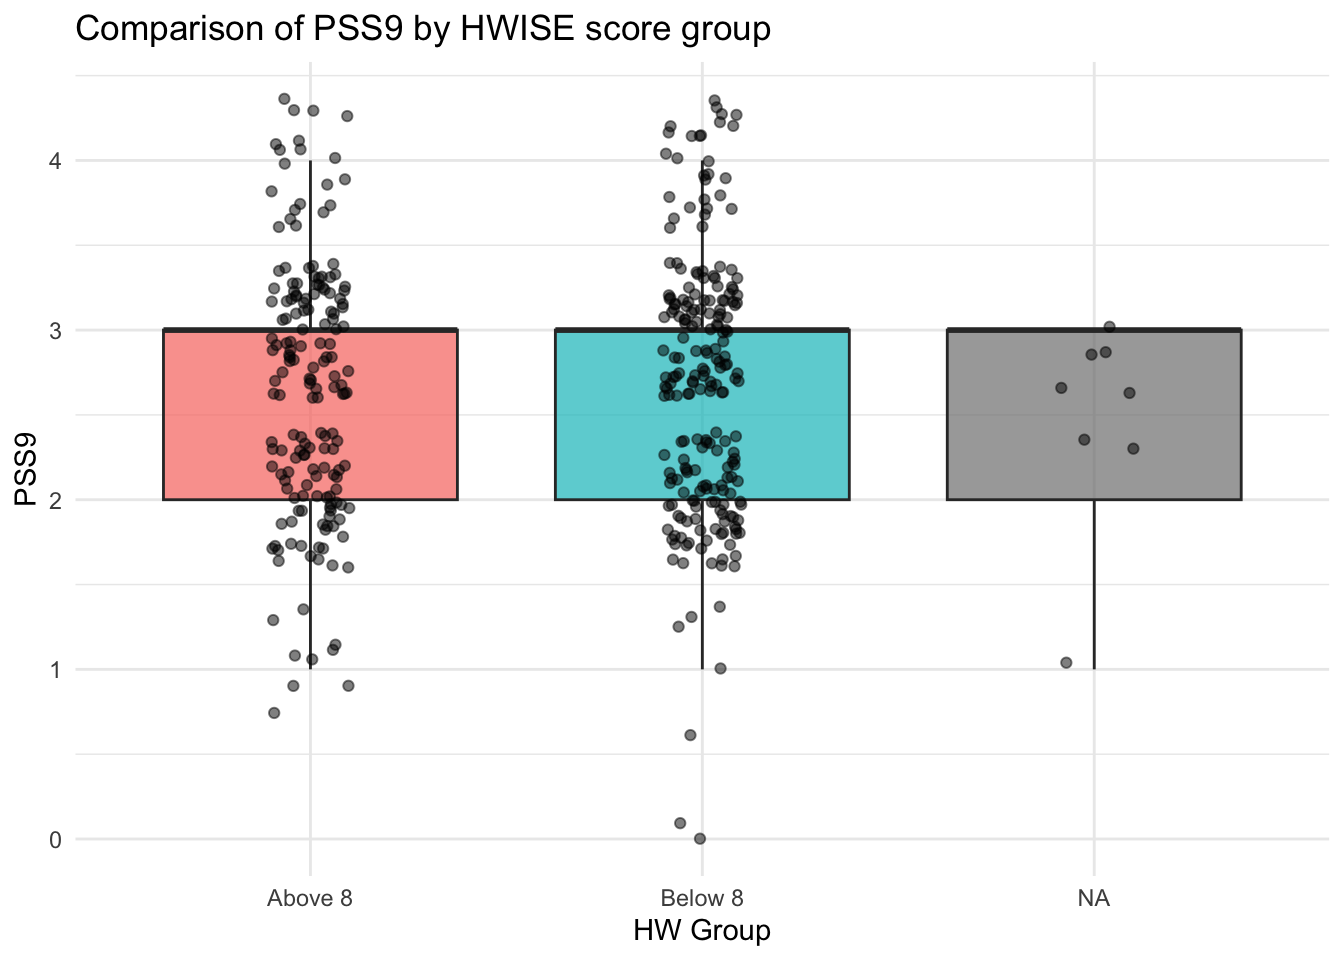 Comparison of PSS9 by HWISE score group
4
3
2
1
0
PSS9
Above 8
Below 8
NA
HW Group